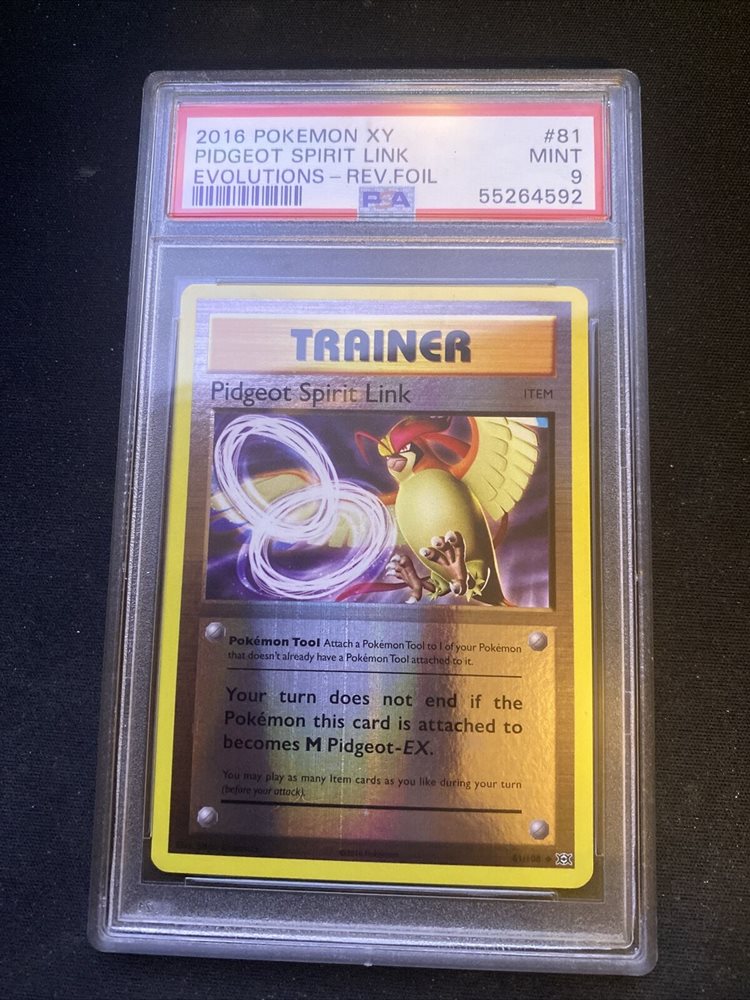 2016 POKEMON XY #81
PIDGEOT SPIRIT LINK MINT
EVOLUTIONS - REV.FOIL 9
PSA 55264592
TRAINER
Pidgeot Spirit Link ITEM
Pokémon Tool Attach a Pokémon Tool to 1 of your Pokémon
that doesn't already have a Pokémon Tool attached to it.
Your turn does not end if the
Pokémon this card is attached to
becomes M Pidgeot-EX.
You may play as many Item cards as you like during your turn
(before your attack).
81/108